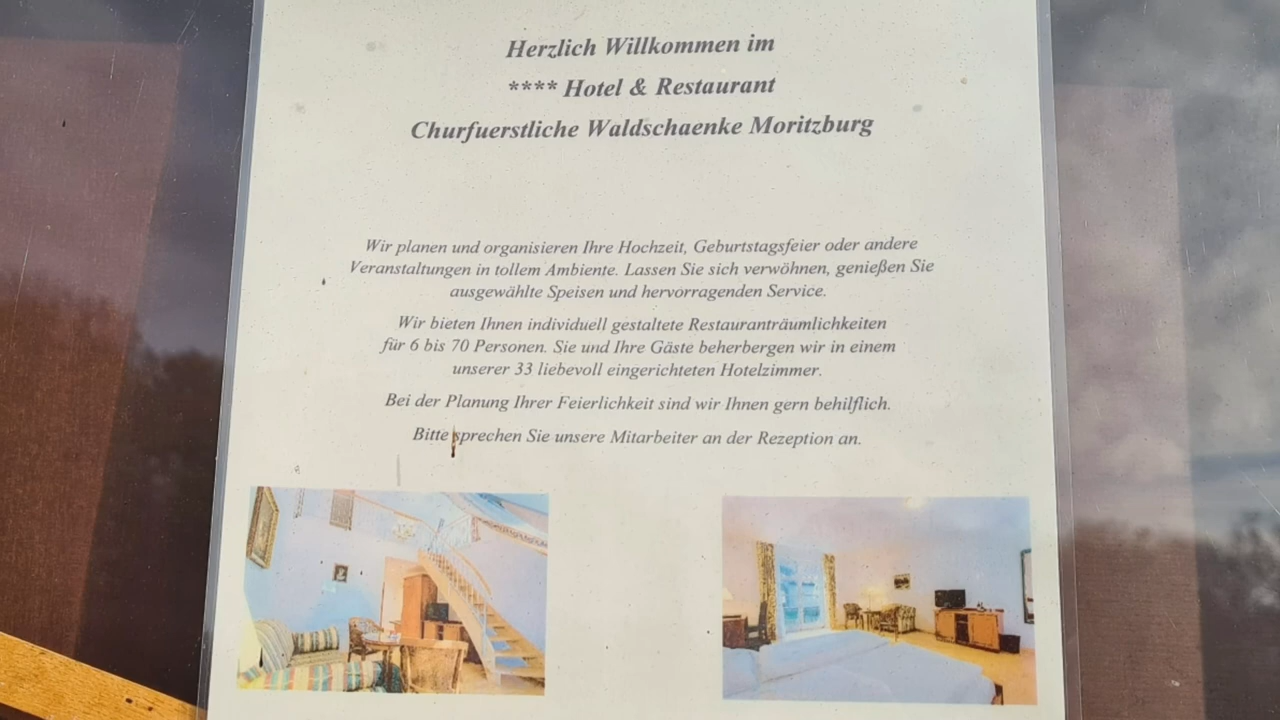 Herzlich Willkommen im
**** Hotel & Restaurant
Churfuerstliche Waldschaenke Moritzburg
Wir planen und organisieren Ihre Hochzeit, Geburtstagsfeier oder andere
Veranstaltungen in tollem Ambiente. Lassen Sie sich verwöhnen, genießen Sie
ausgewählte Speisen und hervorragenden Service.
Wir bieten Ihnen individuell gestaltete Restauranträumlichkeiten
für 6 bis 70 Personen. Sie und Ihre Gäste beherbergen wir in einem
unserer 33 liebevoll eingerichteten Hotelzimmer.
Bei der Planung Ihrer Feierlichkeit sind wir Ihnen gern behilflich.
Bitte sprechen Sie unsere Mitarbeiter an der Rezeption an.